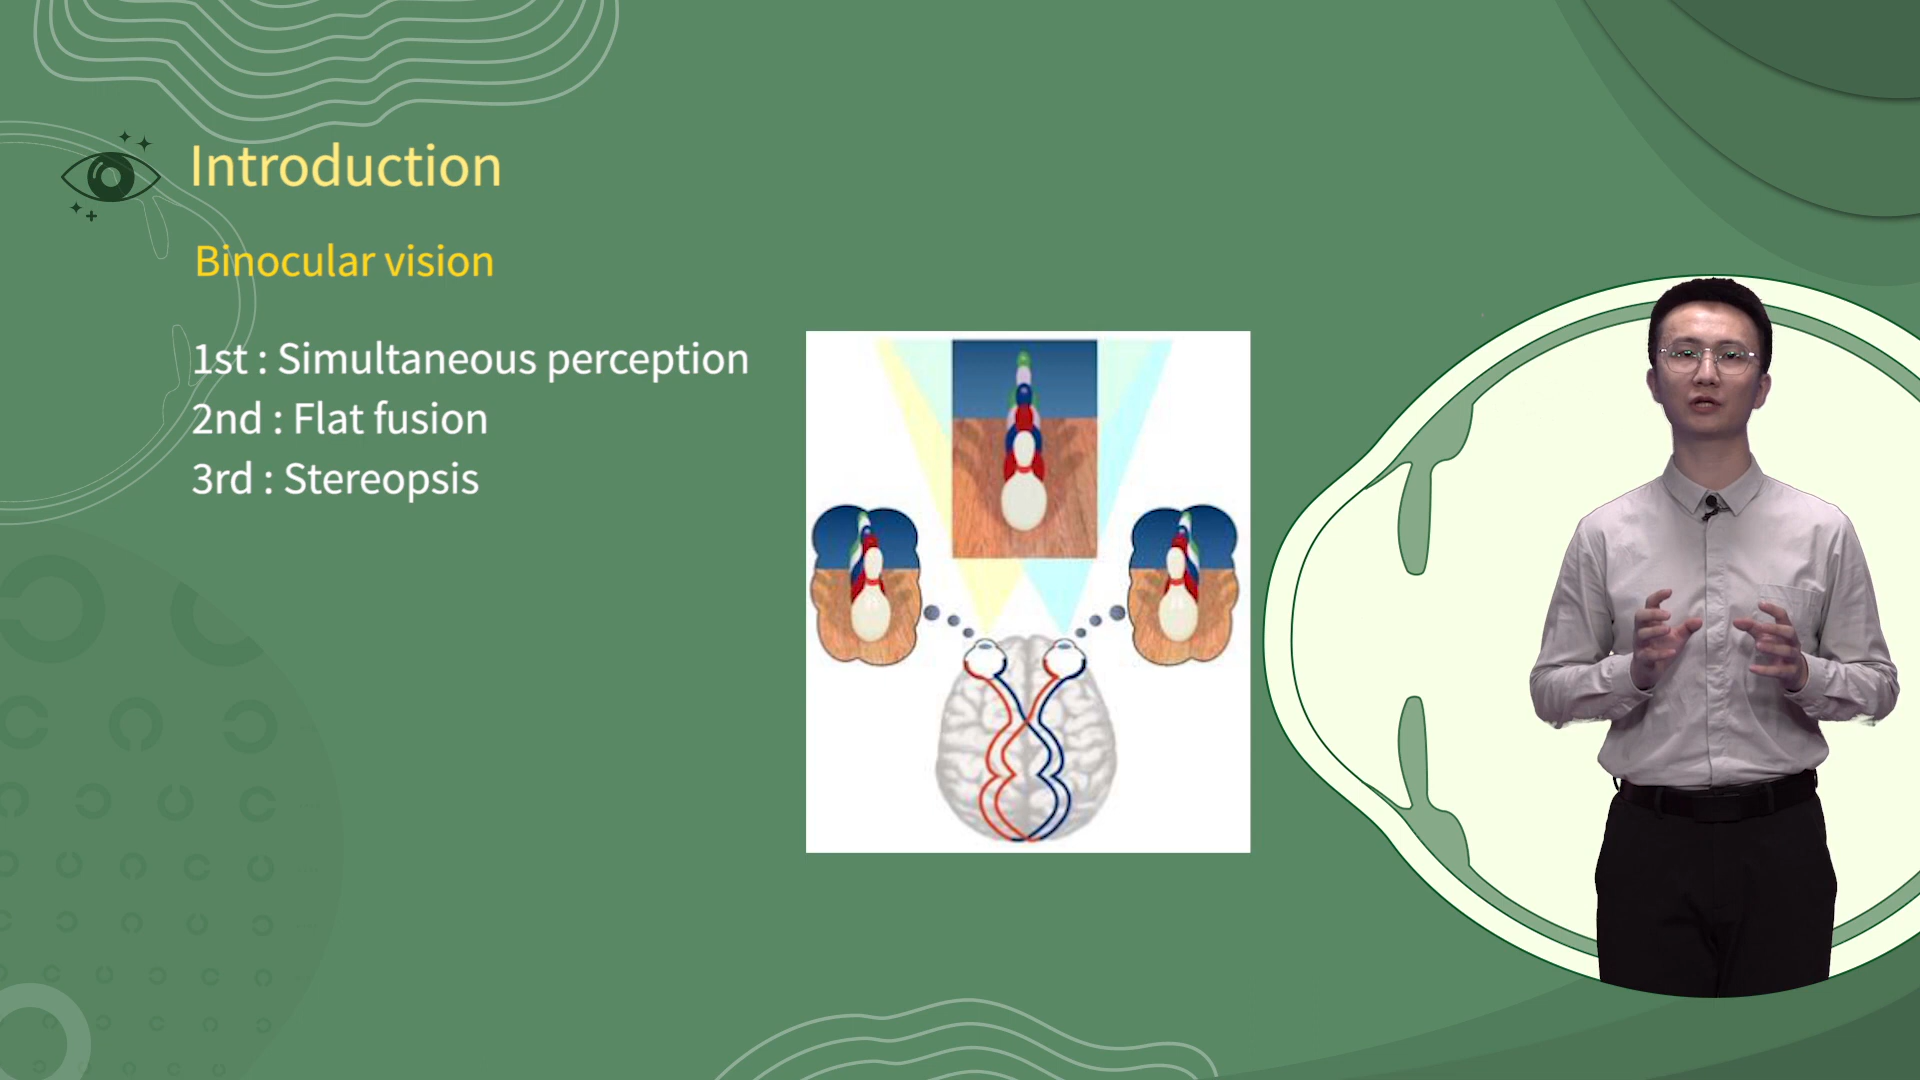 Introduction
Binocular vision
1st : Simultaneous perception
2nd : Flat fusion
3rd : Stereopsis